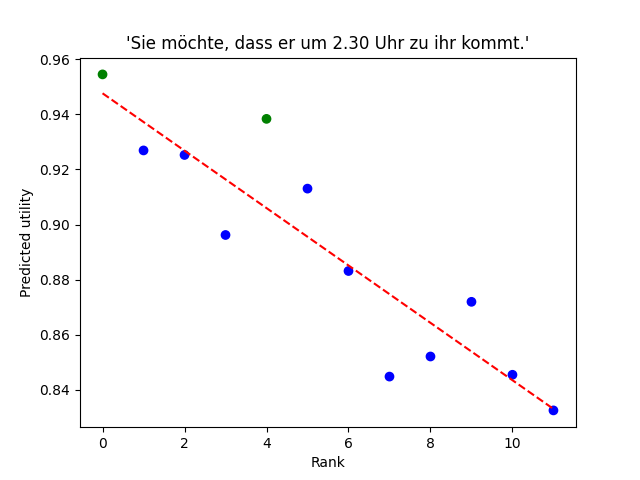 'Sie möchte, dass er um 2.30 Uhr zu ihr kommt.'
0.96
0.94
0.92
0.90
0.88
0.86
0.84
Predicted utility
0 2 4 6 8 10
Rank